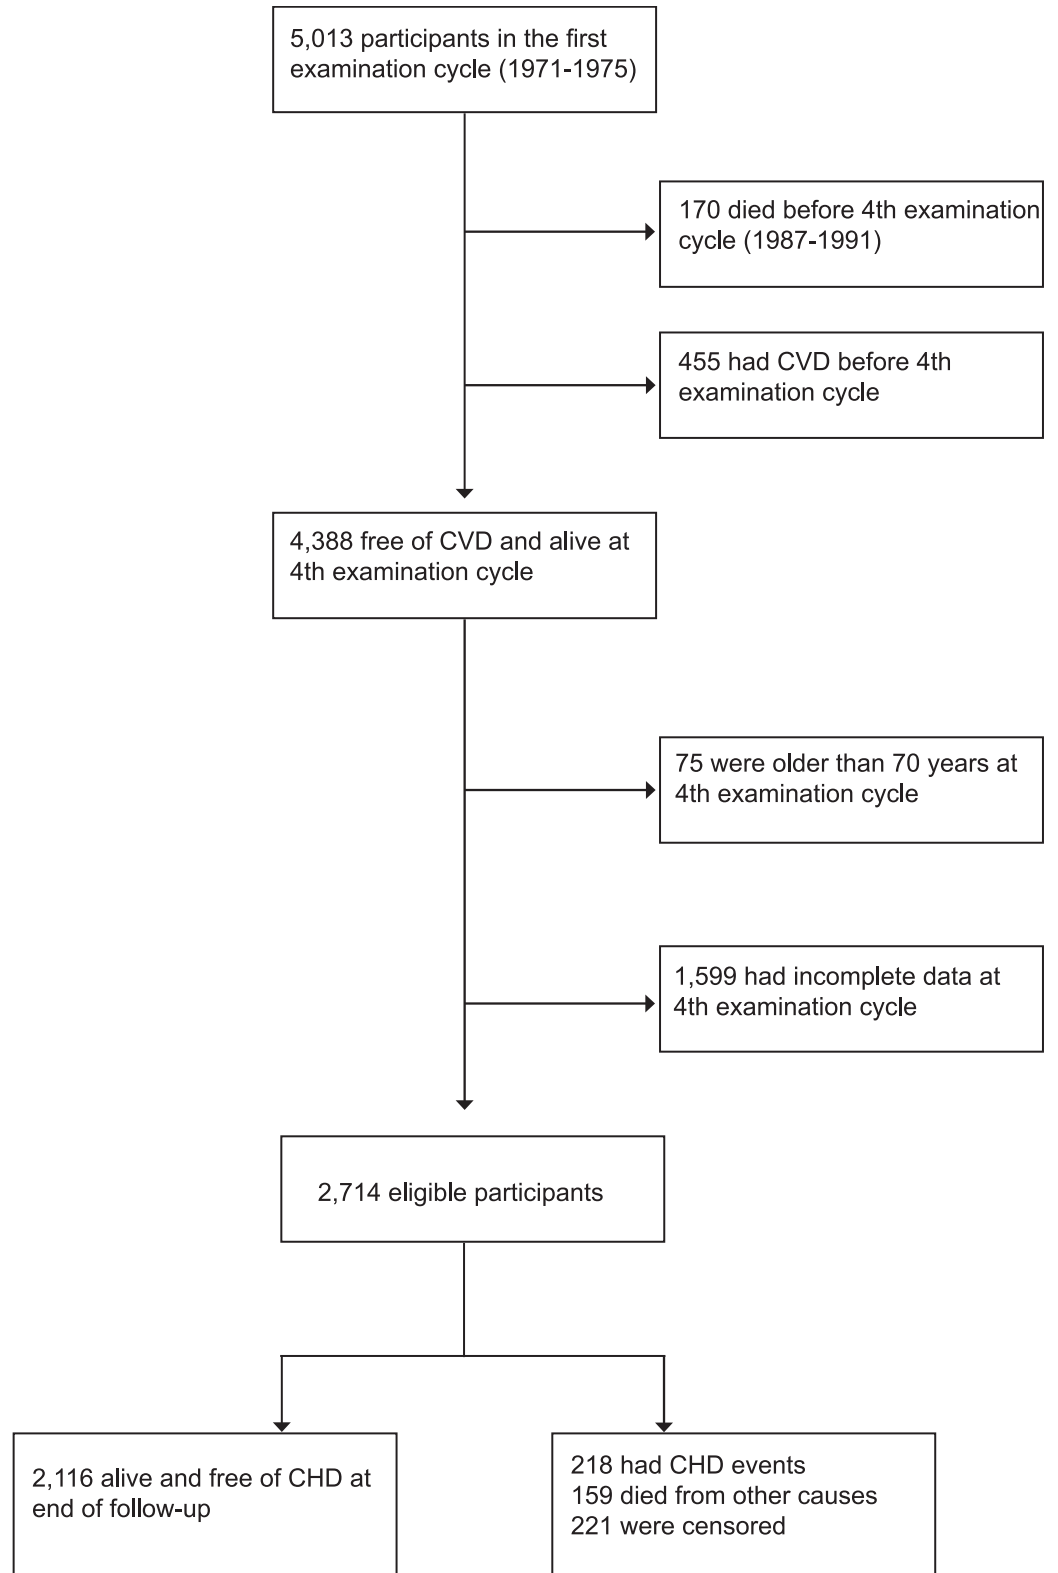 5,013 participants in the first
examination cycle (1971-1975)
170 died before 4th examination
cycle (1987-1991)
455 had CVD before 4th
examination cycle
4,388 free of CVD and alive at
4th examination cycle
75 were older than 70 years at
4th examination cycle
1,599 had incomplete data at
4th examination cycle
2,714 eligible participants
2,116 alive and free of CHD at
end of follow-up
218 had CHD events
159 died from other causes
221 were censored